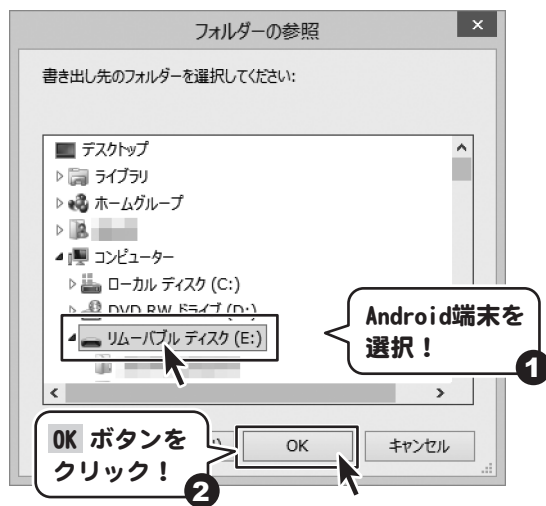 フォルダーの参照
×
書き出し先のフォルダーを選択してください:
デスクトップ
ライブラリ
ホームグループ
コンピューター
ローカル ディスク (C:)
DVD RW ドライブ (D:)
リムーバブル ディスク (E:)
Android端末を
選択！
1
OK ボタンを
クリック！
2
OK
キャンセル